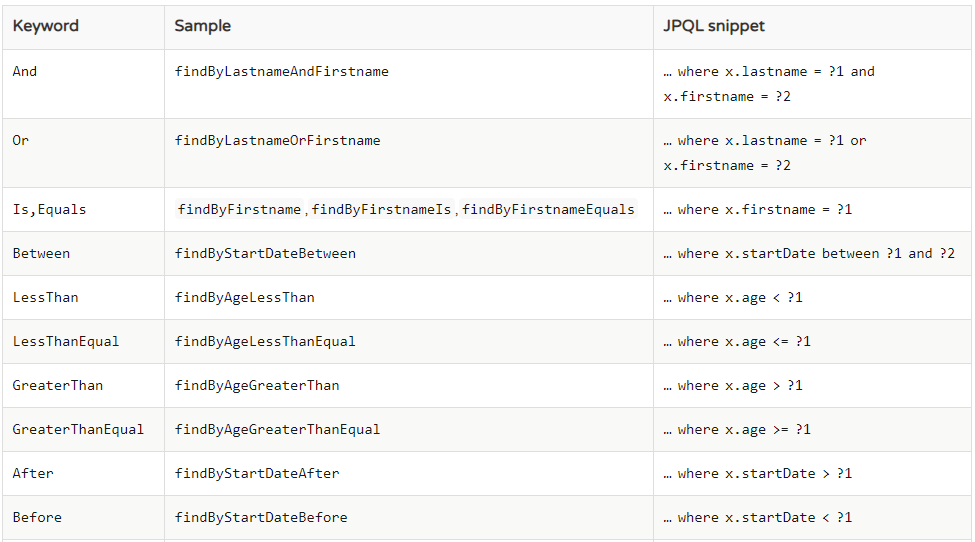 Keyword Sample JPQL snippet
And findByLastnameAndFirstname … where x.lastname = ?1 and
x.firstname = ?2
Or findByLastnameOrFirstname … where x.lastname = ?1 or
x.firstname = ?2
Is,Equals findByFirstname,findByFirstnameIs,findByFirstnameEquals … where x.firstname = ?1
Between findByStartDateBetween … where x.startDate between ?1 and ?2
LessThan findByAgeLessThan … where x.age < ?1
LessThanEqual findByAgeLessThanEqual … where x.age <= ?1
GreaterThan findByAgeGreaterThan … where x.age > ?1
GreaterThanEqual findByAgeGreaterThanEqual … where x.age >= ?1
After findByStartDateAfter … where x.startDate > ?1
Before findByStartDateBefore … where x.startDate < ?1